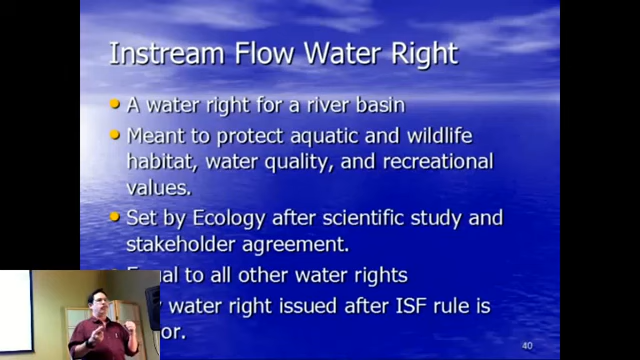 Instream Flow Water Right
• A water right for a river basin
• Meant to protect aquatic and wildlife
habitat, water quality, and recreational
values.
• Set by Ecology after scientific study and
stakeholder agreement.
to all other water rights
water right issued after ISF rule is
40